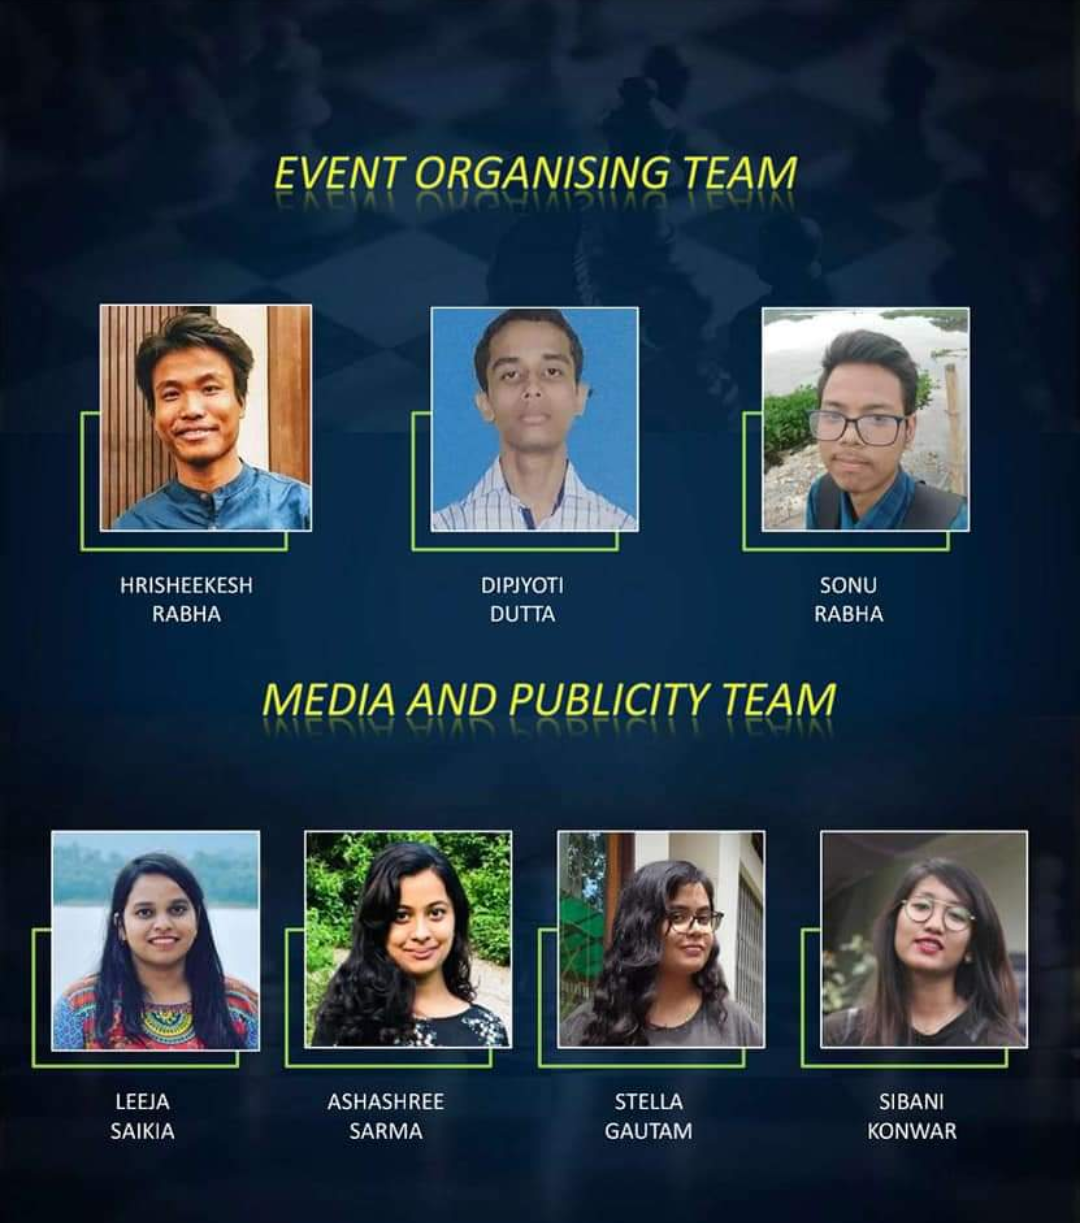 EVENT ORGANISING TEAM
HRISHEEKESH
RABHA
DIPJYOTI
DUTTA
SONU
RABHA
MEDIA AND PUBLICITY TEAM
LEEJA
SAIKIA
ASHASHREE
SARMA
STELLA
GAUTAM
SIBANI
KONWAR